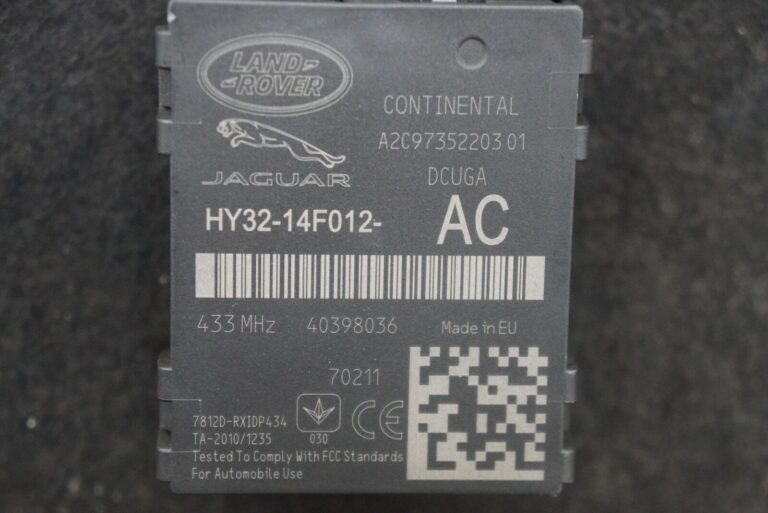 LAND
ROVER
CONTINENTAL
A2C97352203 01
JAGUAR
DCUGA
HY32-14F012- AC
433 MHz 40398036 Made in EU
70211
7812D-RXIDP434
TA-2010/1235 030 CE
Tested To Comply With FCC Standards
For Automobile Use